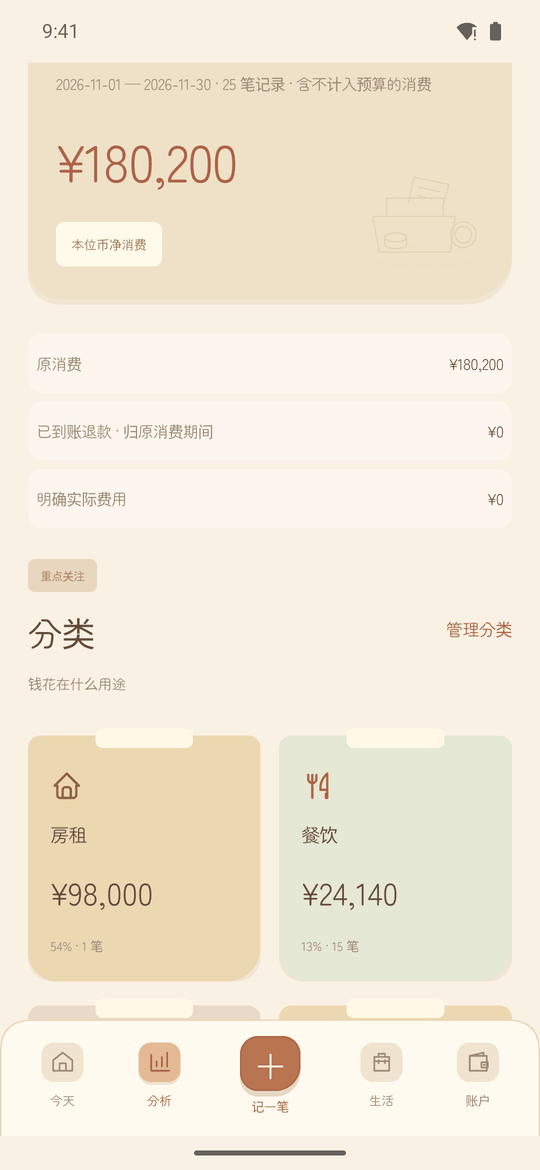 9:41
2026-11-01 — 2026-11-30 · 25 笔记录 · 含不计入预算的消费
¥180,200
本位币净消费
原消费 ¥180,200
已到账退款 · 归原消费期间 ¥0
明确实际费用 ¥0
重点关注
分类 管理分类
钱花在什么用途
房租
¥98,000
54% · 1 笔
餐饮
¥24,140
13% · 15 笔
今天 分析 记一笔 生活 账户